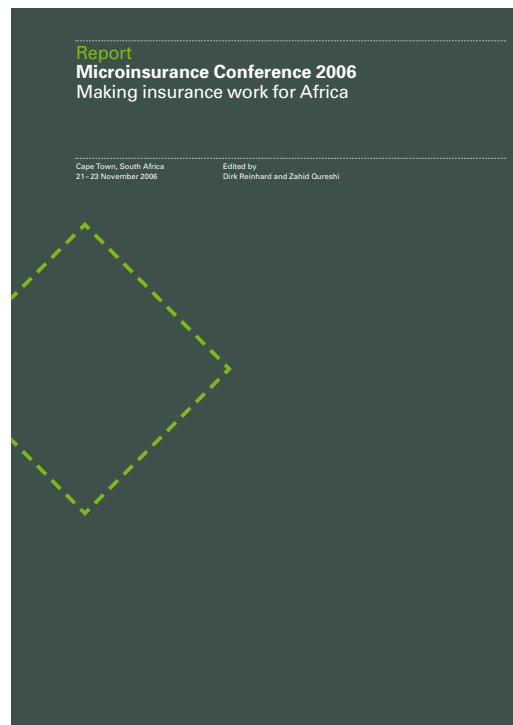 Report
Microinsurance Conference 2006
Making insurance work for Africa
Cape Town, South Africa
21–23 November 2006
Edited by
Dirk Reinhard and Zahid Qureshi